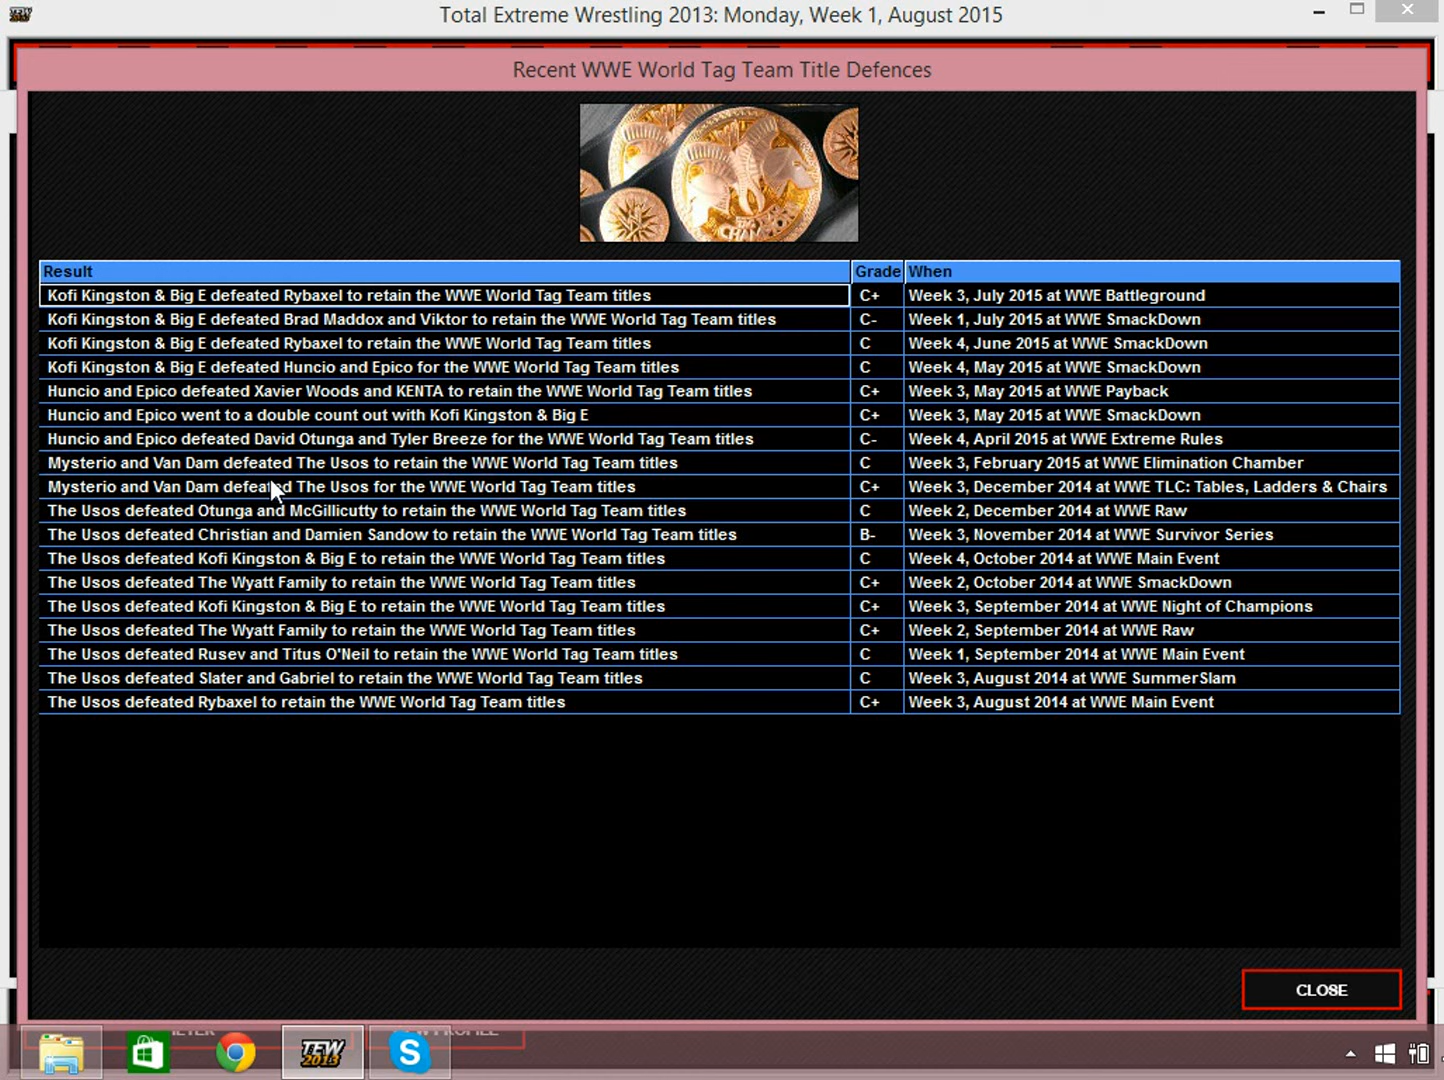 Total Extreme Wrestling 2013: Monday, Week 1, August 2015
Recent WWE World Tag Team Title Defences
Result Grade When
Kofi Kingston & Big E defeated Rybaxel to retain the WWE World Tag Team titles C+ Week 3, July 2015 at WWE Battleground
Kofi Kingston & Big E defeated Brad Maddox and Viktor to retain the WWE World Tag Team titles C- Week 1, July 2015 at WWE SmackDown
Kofi Kingston & Big E defeated Rybaxel to retain the WWE World Tag Team titles C Week 4, June 2015 at WWE SmackDown
Kofi Kingston & Big E defeated Huncio and Epico for the WWE World Tag Team titles C Week 4, May 2015 at WWE SmackDown
Huncio and Epico defeated Xavier Woods and KENTA to retain the WWE World Tag Team titles C+ Week 3, May 2015 at WWE Payback
Huncio and Epico went to a double count out with Kofi Kingston & Big E C+ Week 3, May 2015 at WWE SmackDown
Huncio and Epico defeated David Otunga and Tyler Breeze for the WWE World Tag Team titles C- Week 4, April 2015 at WWE Extreme Rules
Mysterio and Van Dam defeated The Usos to retain the WWE World Tag Team titles C Week 3, February 2015 at WWE Elimination Chamber
Mysterio and Van Dam defeated The Usos for the WWE World Tag Team titles C+ Week 3, December 2014 at WWE TLC: Tables, Ladders & Chairs
The Usos defeated Otunga and McGillicutty to retain the WWE World Tag Team titles C Week 2, December 2014 at WWE Raw
The Usos defeated Christian and Damien Sandow to retain the WWE World Tag Team titles B- Week 3, November 2014 at WWE Survivor Series
The Usos defeated Kofi Kingston & Big E to retain the WWE World Tag Team titles C Week 4, October 2014 at WWE Main Event
The Usos defeated The Wyatt Family to retain the WWE World Tag Team titles C+ Week 2, October 2014 at WWE SmackDown
The Usos defeated Kofi Kingston & Big E to retain the WWE World Tag Team titles C+ Week 3, September 2014 at WWE Night of Champions
The Usos defeated The Wyatt Family to retain the WWE World Tag Team titles C+ Week 2, September 2014 at WWE Raw
The Usos defeated Rusev and Titus O'Neil to retain the WWE World Tag Team titles C Week 1, September 2014 at WWE Main Event
The Usos defeated Slater and Gabriel to retain the WWE World Tag Team titles C Week 3, August 2014 at WWE SummerSlam
The Usos defeated Rybaxel to retain the WWE World Tag Team titles C+ Week 3, August 2014 at WWE Main Event
CLOSE
TEW
2013